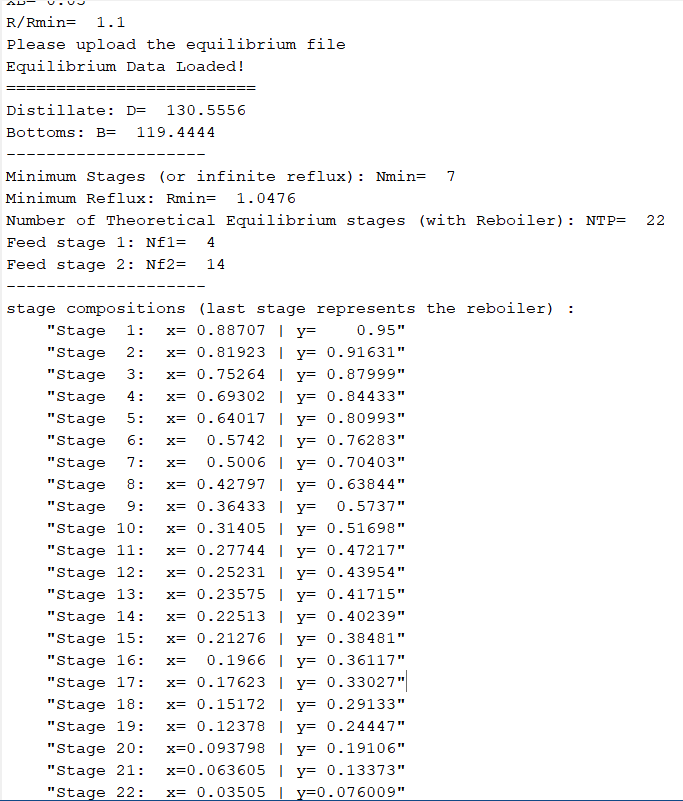 R/Rmin=  1.1
Please upload the equilibrium file
Equilibrium Data Loaded!
=========================
Distillate: D=  130.5556
Bottoms: B=  119.4444
--------------------
Minimum Stages (or infinite reflux): Nmin=  7
Minimum Reflux: Rmin=  1.0476
Number of Theoretical Equilibrium stages (with Reboiler): NTP=  22
Feed stage 1: Nf1=  4
Feed stage 2: Nf2=  14
--------------------
stage compositions (last stage represents the reboiler) :
    "Stage  1:  x= 0.88707 | y=    0.95"
    "Stage  2:  x= 0.81923 | y= 0.91631"
    "Stage  3:  x= 0.75264 | y= 0.87999"
    "Stage  4:  x= 0.69302 | y= 0.84433"
    "Stage  5:  x= 0.64017 | y= 0.80993"
    "Stage  6:  x=  0.5742 | y= 0.76283"
    "Stage  7:  x=  0.5006 | y= 0.70403"
    "Stage  8:  x= 0.42797 | y= 0.63844"
    "Stage  9:  x= 0.36433 | y=  0.5737"
    "Stage 10:  x= 0.31405 | y= 0.51698"
    "Stage 11:  x= 0.27744 | y= 0.47217"
    "Stage 12:  x= 0.25231 | y= 0.43954"
    "Stage 13:  x= 0.23575 | y= 0.41715"
    "Stage 14:  x= 0.22513 | y= 0.40239"
    "Stage 15:  x= 0.21276 | y= 0.38481"
    "Stage 16:  x=  0.1966 | y= 0.36117"
    "Stage 17:  x= 0.17623 | y= 0.33027"
    "Stage 18:  x= 0.15172 | y= 0.29133"
    "Stage 19:  x= 0.12378 | y= 0.24447"
    "Stage 20:  x=0.093798 | y= 0.19106"
    "Stage 21:  x=0.063605 | y= 0.13373"
    "Stage 22:  x= 0.03505 | y=0.076009"